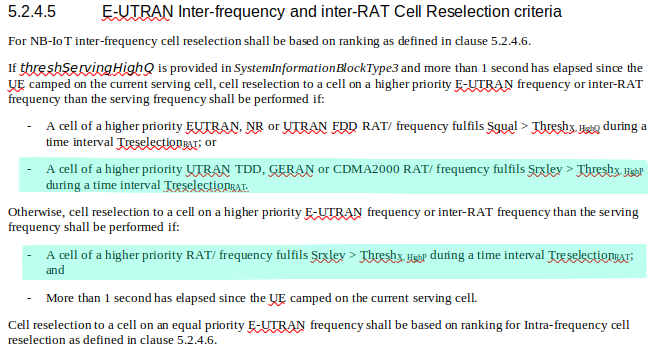 5.2.4.5 E-UTRAN Inter-frequency and inter-RAT Cell Reselection criteria
For NB-IoT inter-frequency cell reselection shall be based on ranking as defined in clause 5.2.4.6.
If threshServingHighQ is provided in SystemInformationBlockType3 and more than 1 second has elapsed since the
UE camped on the current serving cell, cell reselection to a cell on a higher priority E-UTRAN frequency or inter-RAT
frequency than the serving frequency shall be performed if:
- A cell of a higher priority EUTRAN, NR or UTRAN FDD RAT/ frequency fulfils Squal > ThreshX, HighQ during a
time interval TreselectionRAT; or
- A cell of a higher priority UTRAN TDD, GERAN or CDMA2000 RAT/ frequency fulfils Srxlev > ThreshX, HighP
during a time interval TreselectionRAT.
Otherwise, cell reselection to a cell on a higher priority E-UTRAN frequency or inter-RAT frequency than the serving
frequency shall be performed if:
- A cell of a higher priority RAT/ frequency fulfils Srxlev > ThreshX, HighP during a time interval TreselectionRAT;
and
- More than 1 second has elapsed since the UE camped on the current serving cell.
Cell reselection to a cell on an equal priority E-UTRAN frequency shall be based on ranking for Intra-frequency cell
reselection as defined in clause 5.2.4.6.